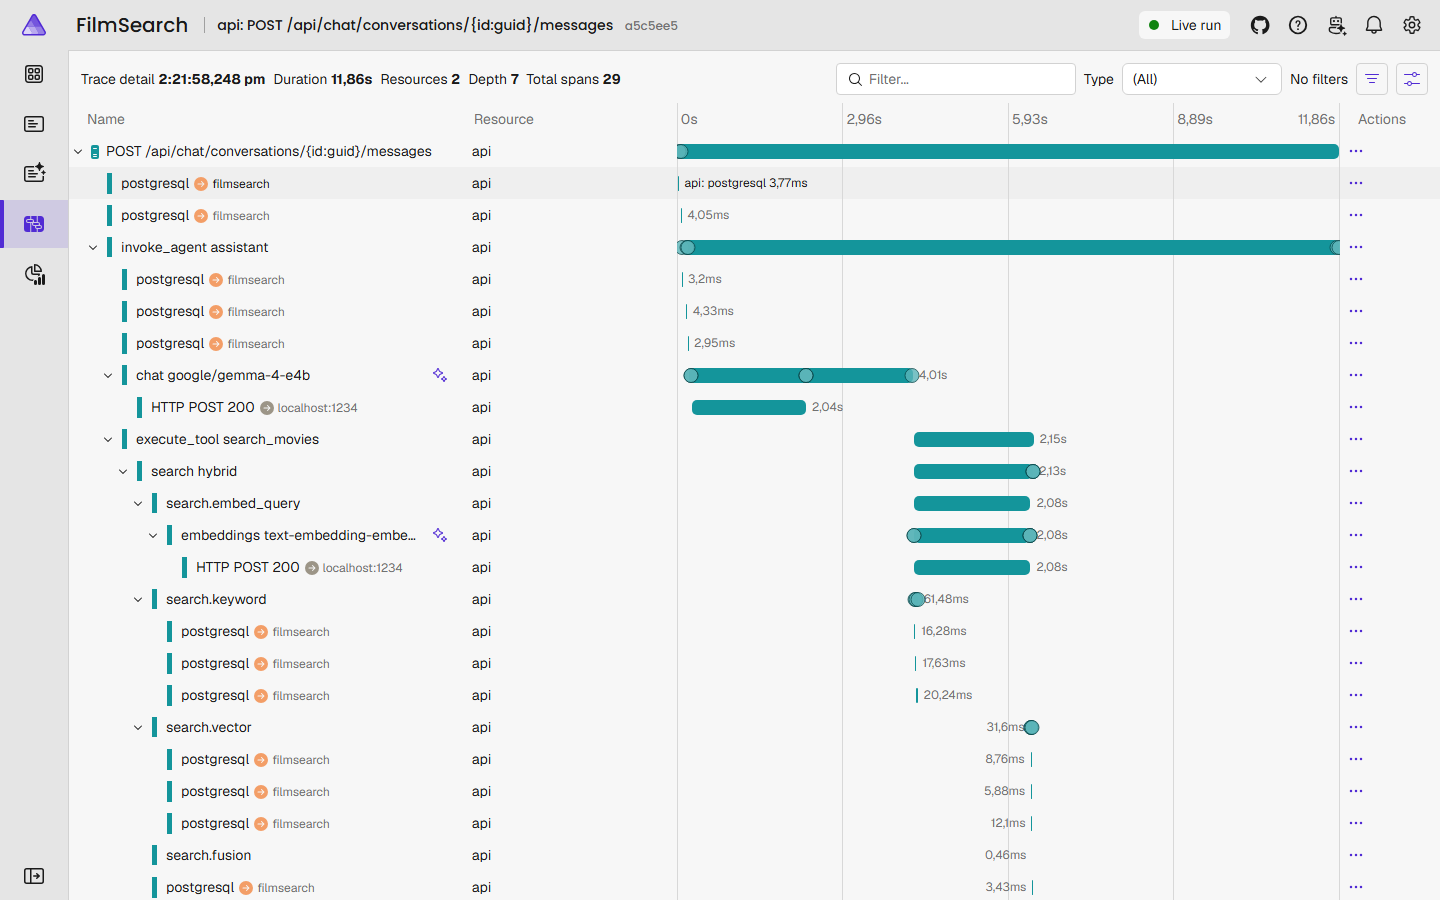 FilmSearch api: POST /api/chat/conversations/{id:guid}/messages a5c5ee5 Live run
Trace detail 2:21:58,248 pm Duration 11,86s Resources 2 Depth 7 Total spans 29 Filter... Type (All) No filters
Name Resource 0s 2,96s 5,93s 8,89s 11,86s Actions
POST /api/chat/conversations/{id:guid}/messages api
postgresql filmsearch api api: postgresql 3,77ms
postgresql filmsearch api 4,05ms
invoke_agent assistant api
postgresql filmsearch api 3,2ms
postgresql filmsearch api 4,33ms
postgresql filmsearch api 2,95ms
chat google/gemma-4-e4b api 4,01s
HTTP POST 200 localhost:1234 api 2,04s
execute_tool search_movies api 2,15s
search hybrid api 2,13s
search.embed_query api 2,08s
embeddings text-embedding-embe... api 2,08s
HTTP POST 200 localhost:1234 api 2,08s
search.keyword api 61,48ms
postgresql filmsearch api 16,28ms
postgresql filmsearch api 17,63ms
postgresql filmsearch api 20,24ms
search.vector api 31,6ms
postgresql filmsearch api 8,76ms
postgresql filmsearch api 5,88ms
postgresql filmsearch api 12,1ms
search.fusion api 0,46ms
postgresql filmsearch api 3,43ms